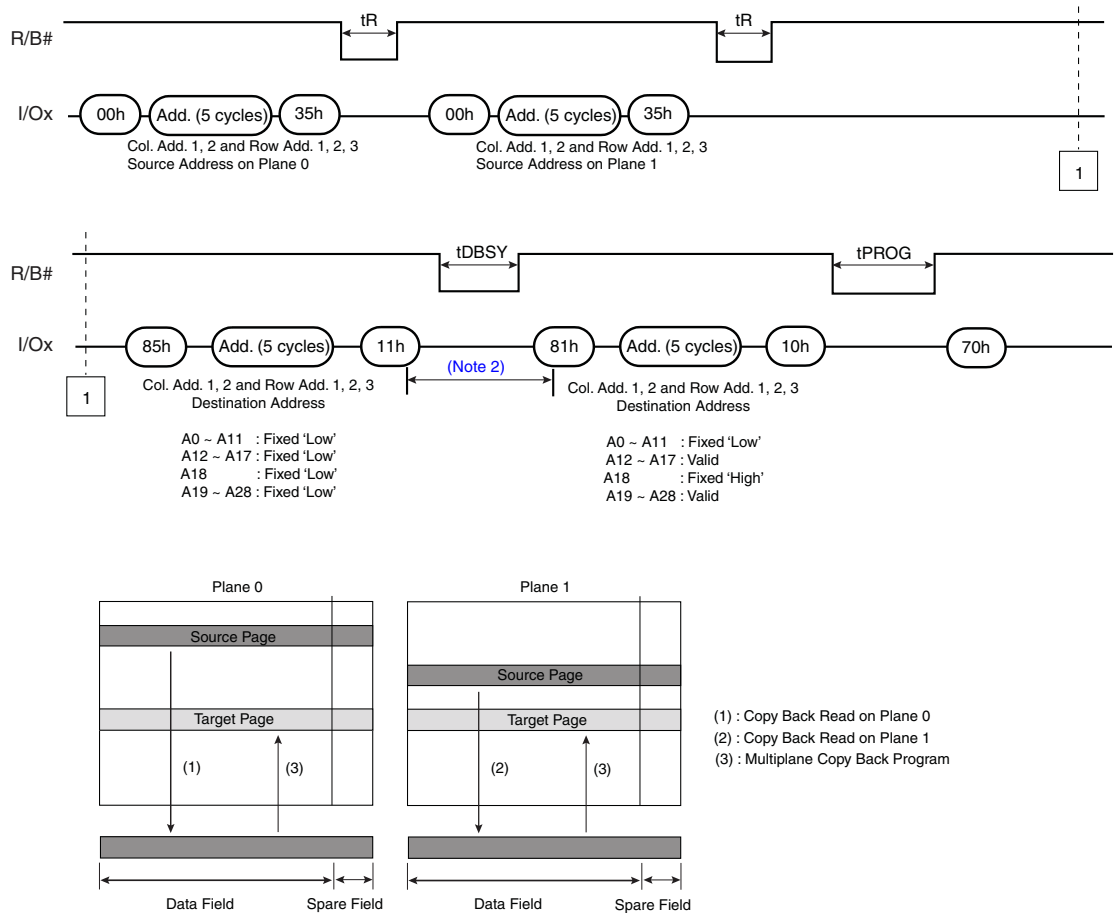 tR
tR
R/B#
I/Ox
00h
Add. (5 cycles)
35h
00h
Add. (5 cycles)
35h
Col. Add. 1, 2 and Row Add. 1, 2, 3
Source Address on Plane 0
Col. Add. 1, 2 and Row Add. 1, 2, 3
Source Address on Plane 1
1
tDBSY
tPROG
R/B#
I/Ox
85h
Add. (5 cycles)
11h
81h
Add. (5 cycles)
10h
70h
(Note 2)
1
Col. Add. 1, 2 and Row Add. 1, 2, 3
Destination Address
Col. Add. 1, 2 and Row Add. 1, 2, 3
Destination Address
A0 ~ A11 : Fixed ‘Low’
A12 ~ A17 : Fixed ‘Low’
A18 : Fixed ‘Low’
A19 ~ A28 : Fixed ‘Low’
A0 ~ A11 : Fixed ‘Low’
A12 ~ A17 : Valid
A18 : Fixed ‘High’
A19 ~ A28 : Valid
Plane 0
Plane 1
Source Page
Source Page
Target Page
Target Page
(1)
(3)
(2)
(3)
(1) : Copy Back Read on Plane 0
(2) : Copy Back Read on Plane 1
(3) : Multiplane Copy Back Program
Data Field
Spare Field
Data Field
Spare Field